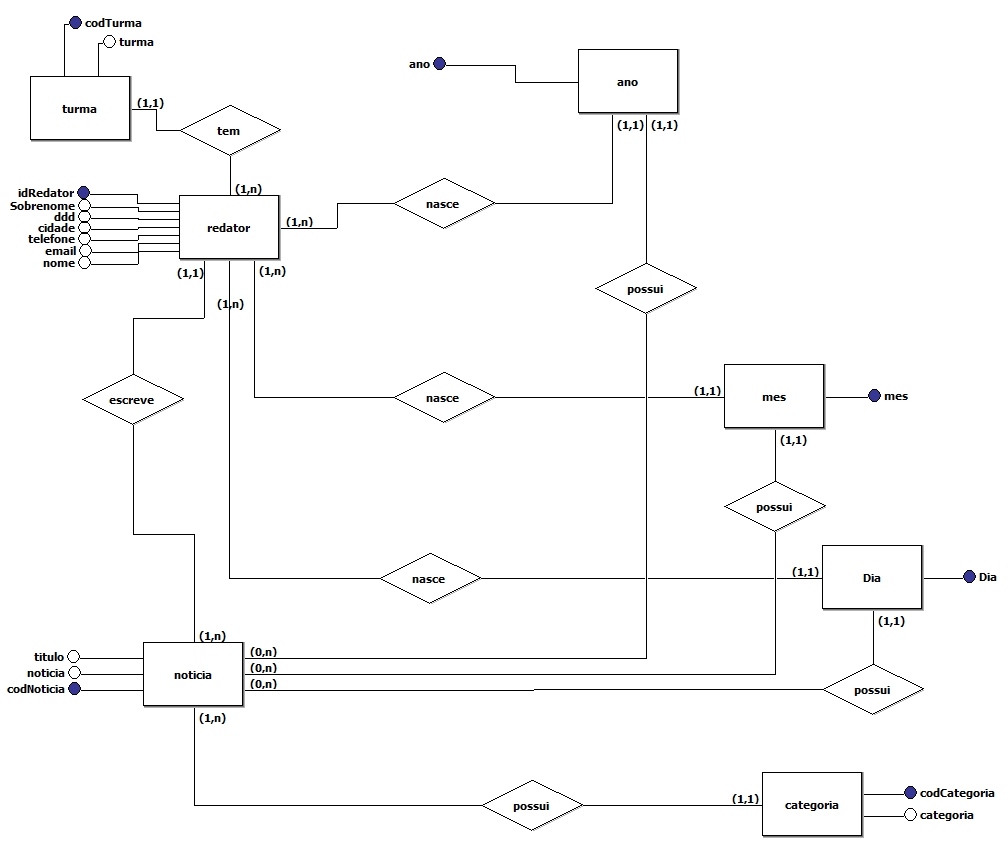 codTurma
turma
turma
(1,1)
tem
(1,n)
ano
ano
(1,1) (1,1)
idRedator
Sobrenome
ddd
cidade
telefone
email
nome
redator
(1,n)
nasce
(1,1)
(1,n)
(1,n)
possui
escreve
nasce
(1,1)
mes
mes
(1,1)
possui
nasce
(1,1)
Dia
Dia
(1,1)
(1,n)
titulo
noticia
codNoticia
noticia
(0,n)
(0,n)
(0,n)
possui
(1,n)
possui
(1,1)
categoria
codCategoria
categoria